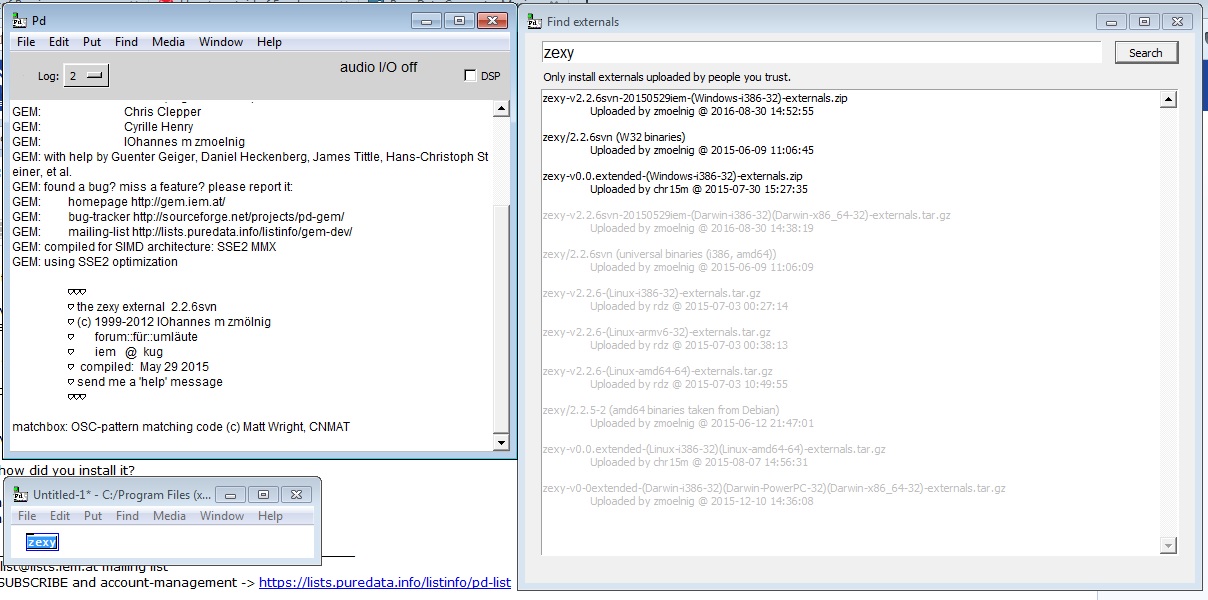 Pd
File Edit Put Find Media Window Help
Log: 2
audio I/O off
DSP
GEM: Chris Clepper
GEM: Cyrille Henry
GEM: IOhannes m zmoelnig
GEM: with help by Guenter Geiger, Daniel Heckenberg, James Tittle, Hans-Christoph St
einer, et al.
GEM: found a bug? miss a feature? please report it:
GEM: homepage http://gem.iem.at/
GEM: bug-tracker http://sourceforge.net/projects/pd-gem/
GEM: mailing-list http://lists.puredata.info/listinfo/gem-dev/
GEM: compiled for SIMD architecture: SSE2 MMX
GEM: using SSE2 optimization
the zexy external 2.2.6svn
(c) 1999-2012 IOhannes m zmölnig
forum::für::umläute
iem @ kug
compiled: May 29 2015
send me a 'help' message
matchbox: OSC-pattern matching code (c) Matt Wright, CNMAT
how did you install it?
Untitled-1* - C:/Program Files (x...
File Edit Put Find Media Window Help
zexy
list@lists.iem.at mailing list
SUBSCRIBE and account-management -> https://lists.puredata.info/listinfo/pd-list
Find externals
zexy
Search
Only install externals uploaded by people you trust.
zexy-v2.2.6svn-20150529iem-(Windows-i386-32)-externals.zip
Uploaded by zmoelnig @ 2016-08-30 14:52:55
zexy/2.2.6svn (W32 binaries)
Uploaded by zmoelnig @ 2015-06-09 11:06:45
zexy-v0.0.extended-(Windows-i386-32)-externals.zip
Uploaded by chr15m @ 2015-07-30 15:27:35
zexy-v2.2.6svn-20150529iem-(Darwin-i386-32)(Darwin-x86_64-32)-externals.tar.gz
Uploaded by zmoelnig @ 2016-08-30 14:38:19
zexy/2.2.6svn (universal binaries (i386, amd64))
Uploaded by zmoelnig @ 2015-06-09 11:06:09
zexy-v2.2.6-(Linux-i386-32)-externals.tar.gz
Uploaded by rdz @ 2015-07-03 00:27:14
zexy-v2.2.6-(Linux-armv6-32)-externals.tar.gz
Uploaded by rdz @ 2015-07-03 00:38:13
zexy-v2.2.6-(Linux-amd64-64)-externals.tar.gz
Uploaded by rdz @ 2015-07-03 10:49:55
zexy/2.2.5-2 (amd64 binaries taken from Debian)
Uploaded by zmoelnig @ 2015-06-12 21:47:01
zexy-v0.0.extended-(Linux-i386-32)(Linux-amd64-64)-externals.tar.gz
Uploaded by chr15m @ 2015-08-07 14:56:31
zexy-v0-0extended-(Darwin-i386-32)(Darwin-PowerPC-32)(Darwin-x86_64-32)-externals.tar.gz
Uploaded by zmoelnig @ 2015-12-10 14:36:08